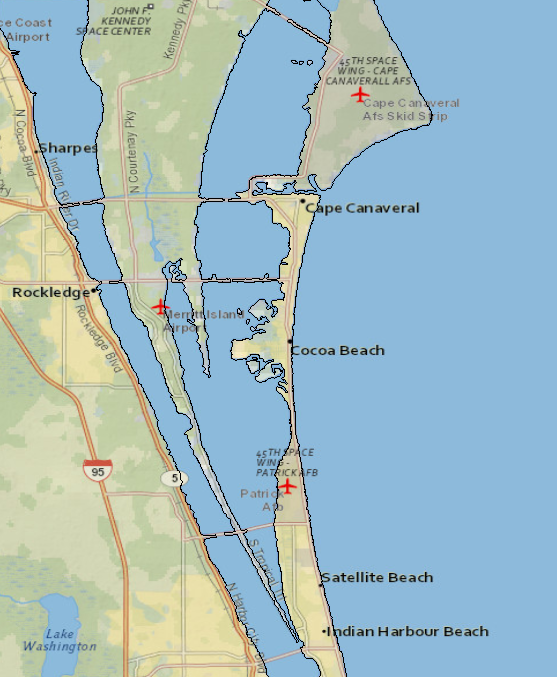 JOHN F.
KENNEDY
SPACE CENTER
ce Coast
Airport
Kennedy Pky
45TH SPACE
WING - CAPE
CANAVERALL AFS
Cape Canaveral
Afs Skid Strip
N Cocoa Blvd
N Courtenay Pky
Sharpes
Indian River Dr
Cape Canaveral
Rockledge
Merritt Island
Airport
Rockledge Blvd
Cocoa Beach
45TH SPACE
WING -
PATRICK AFB
95
5
Patrick
Afb
S Tropical
Satellite Beach
N Harbor City Blvd
Indian Harbour Beach
Lake
Washington